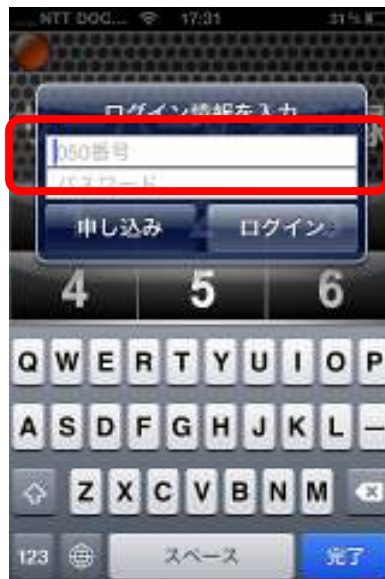 NTT DOC... 17:31 31%
ログイン情報を入力
050番号
パスワード
申し込み ログイン
4 5 6
Q W E R T Y U I O P
A S D F G H J K L ー
Z X C V B N M
123 スペース 完了